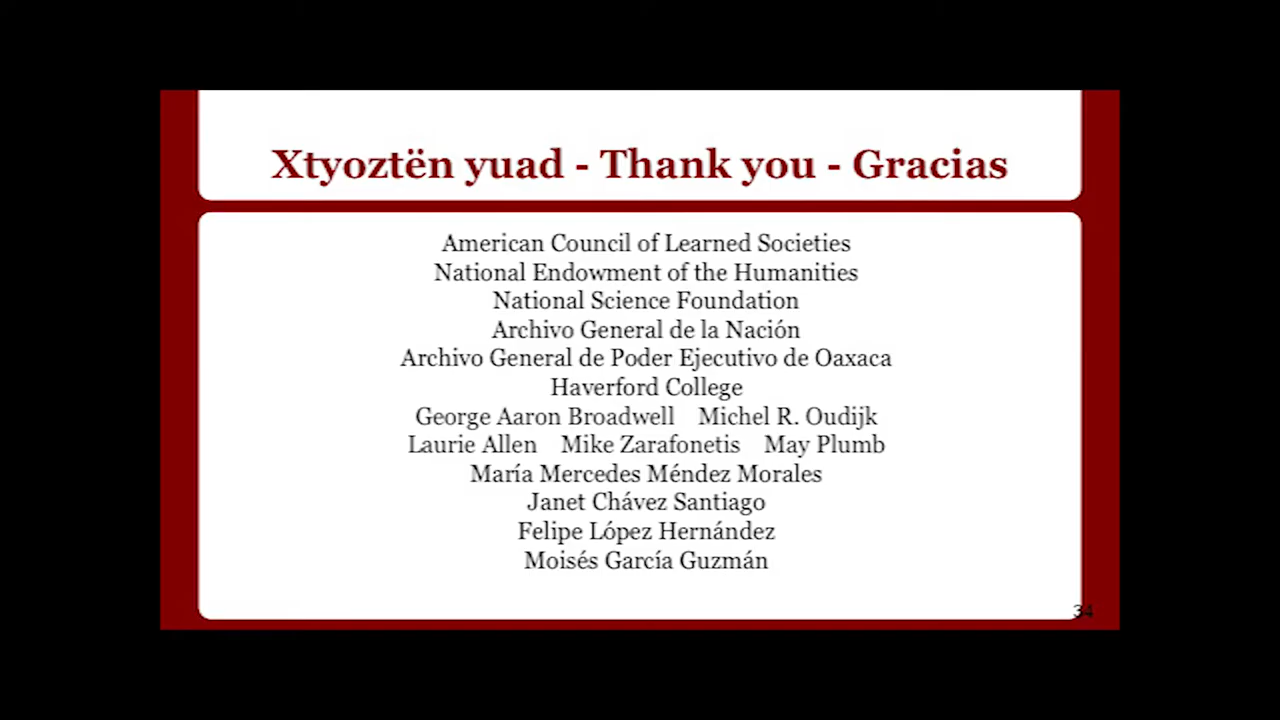 Xtyoztën yuad - Thank you - Gracias
American Council of Learned Societies
National Endowment of the Humanities
National Science Foundation
Archivo General de la Nación
Archivo General de Poder Ejecutivo de Oaxaca
Haverford College
George Aaron Broadwell Michel R. Oudijk
Laurie Allen Mike Zarafonetis May Plumb
María Mercedes Méndez Morales
Janet Chávez Santiago
Felipe López Hernández
Moisés García Guzmán
34